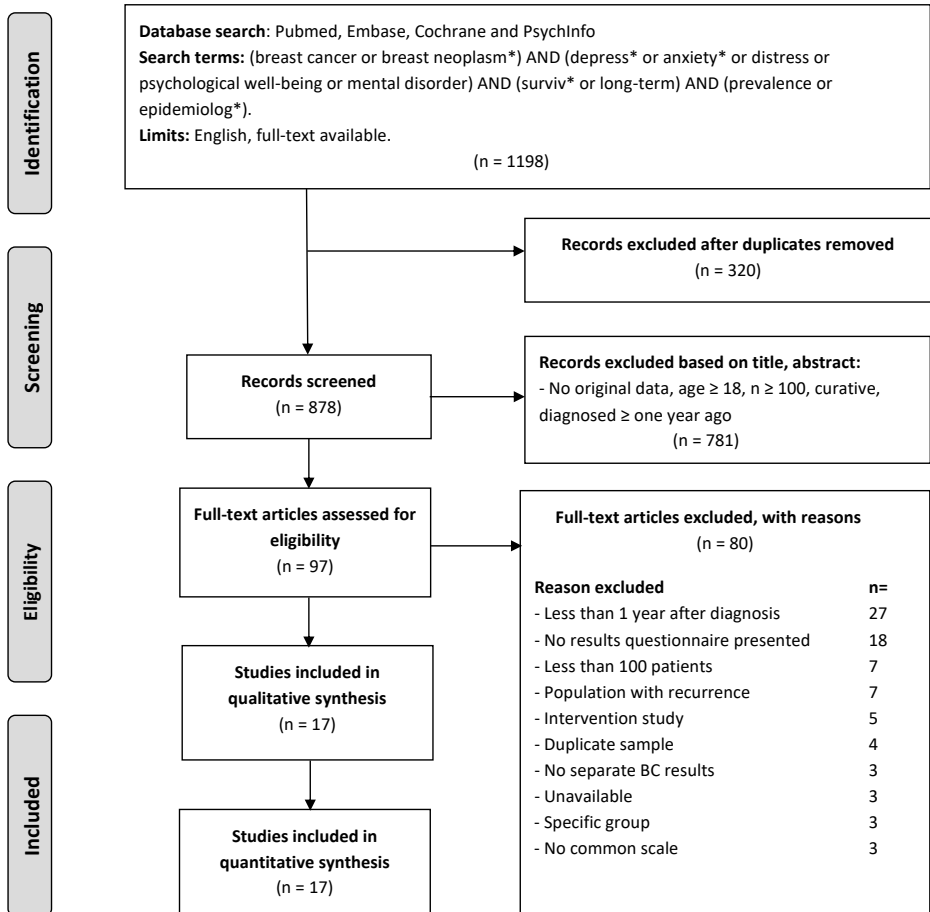 Identification
Database search: Pubmed, Embase, Cochrane and PsychInfo
Search terms: (breast cancer or breast neoplasm*) AND (depress* or anxiety* or distress or
psychological well-being or mental disorder) AND (surviv* or long-term) AND (prevalence or
epidemiolog*).
Limits: English, full-text available.
(n = 1198)
Records excluded after duplicates removed
(n = 320)
Screening
Records screened
(n = 878)
Records excluded based on title, abstract:
- No original data, age ≥ 18, n ≥ 100, curative,
diagnosed ≥ one year ago
(n = 781)
Eligibility
Full-text articles assessed for
eligibility
(n = 97)
Full-text articles excluded, with reasons
(n = 80)
Reason excluded n=
- Less than 1 year after diagnosis 27
- No results questionnaire presented 18
- Less than 100 patients 7
- Population with recurrence 7
- Intervention study 5
- Duplicate sample 4
- No separate BC results 3
- Unavailable 3
- Specific group 3
- No common scale 3
Studies included in
qualitative synthesis
(n = 17)
Included
Studies included in
quantitative synthesis
(n = 17)